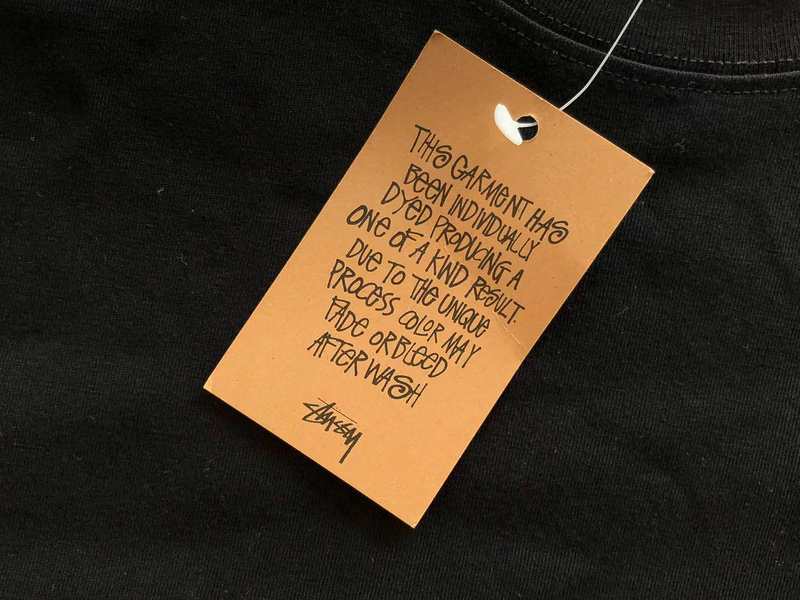 THIS GARMENT HAS
BEEN INDIVIDUALLY
DYED PRODUCING A
ONE OF A KIND RESULT.
DUE TO THE UNIQUE
PROCESS COLOR MAY
FADE OR BLEED
AFTER WASH
Stüssy